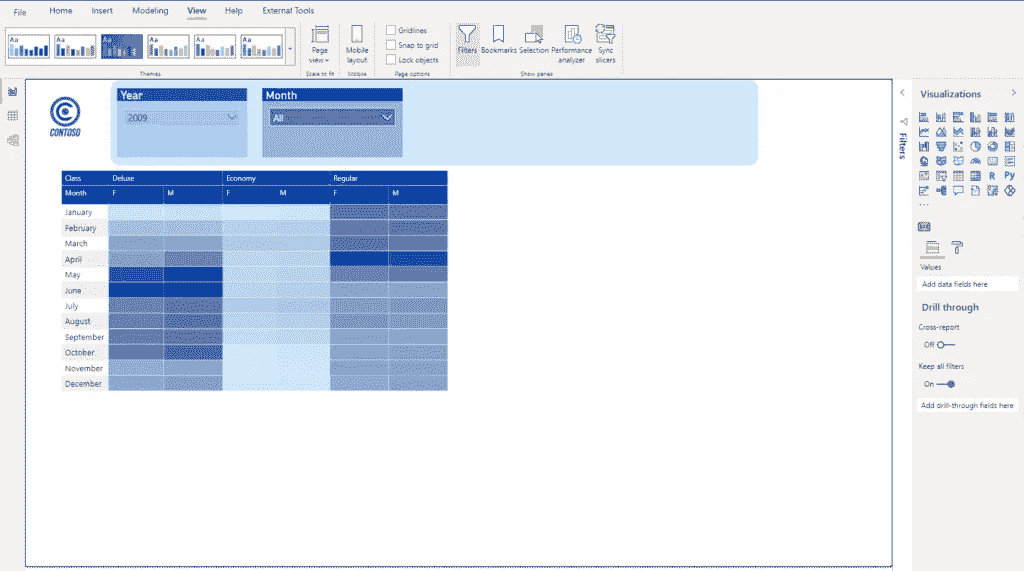 File Home Insert Modeling View Help External Tools
Aa Aa Aa Aa Aa Aa
Gridlines
Snap to grid
Lock objects
Page view
Mobile layout
Filters Bookmarks Selection Performance analyzer Sync slicers
Themes Scale to fit Mobile Page options Show panes
Visualizations
Filters
CONTOSO
Year
2009
Month
All
Class Deluxe Economy Regular
Month F M F M F M
January
February
March
April
May
June
July
August
September
October
November
December
R Py
...
Values
Add data fields here
Drill through
Cross-report
Off
Keep all filters
On
Add drill-through fields here